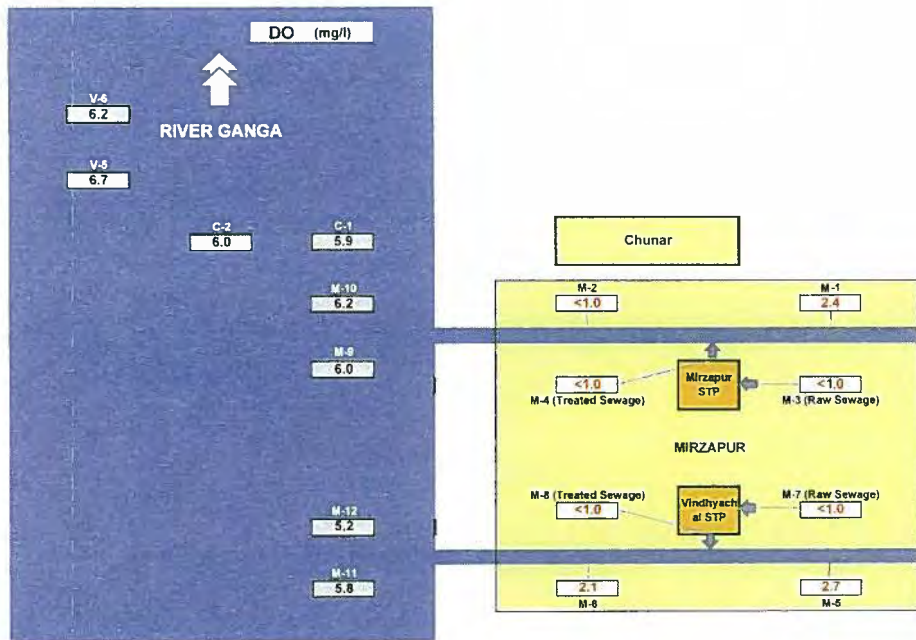 DO (mg/l)
RIVER GANGA
V-6
6.2
V-5
6.7
C-2
6.0
C-1
5.9
M-10
6.2
M-9
6.0
M-12
5.2
M-11
5.8
Chunar
M-2
<1.0
M-1
2.4
<1.0
M-4 (Treated Sewage)
Mirzapur
STP
<1.0
M-3 (Raw Sewage)
MIRZAPUR
M-8 (Treated Sewage)
<1.0
Vindhyach
al STP
M-7 (Raw Sewage)
<1.0
2.1
M-6
2.7
M-5